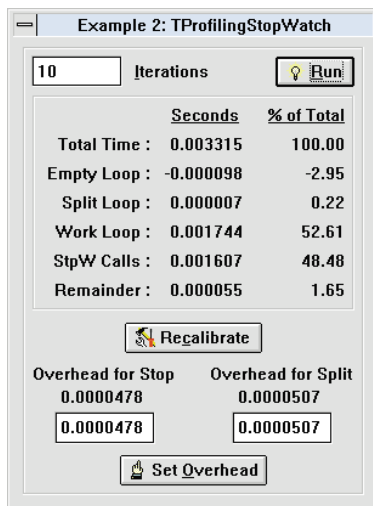 Example 2: TProfilingStopWatch
10 Iterations Run
Seconds % of Total
Total Time : 0.003315 100.00
Empty Loop : -0.000098 -2.95
Split Loop : 0.000007 0.22
Work Loop : 0.001744 52.61
StpW Calls : 0.001607 48.48
Remainder : 0.000055 1.65
Recalibrate
Overhead for Stop Overhead for Split
0.0000478 0.0000507
0.0000478 0.0000507
Set Overhead